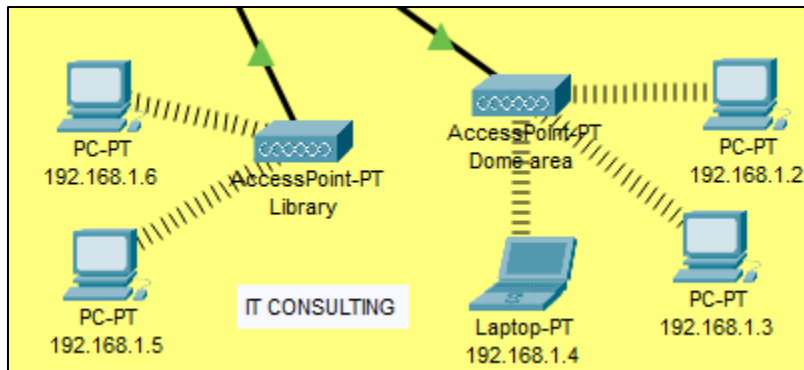 PC-PT
192.168.1.6
AccessPoint-PT
Library
PC-PT
192.168.1.5
IT CONSULTING
AccessPoint-PT
Dome area
PC-PT
192.168.1.2
Laptop-PT
192.168.1.4
PC-PT
192.168.1.3